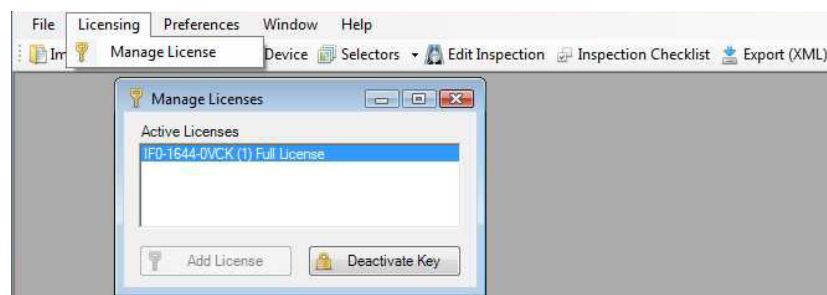 File Licensing Preferences Window Help
Im Manage License Device Selectors Edit Inspection Inspection Checklist Export (XML)
Manage Licenses
Active Licenses
IF0-1644-0VCK (1) Full License
Add License Deactivate Key